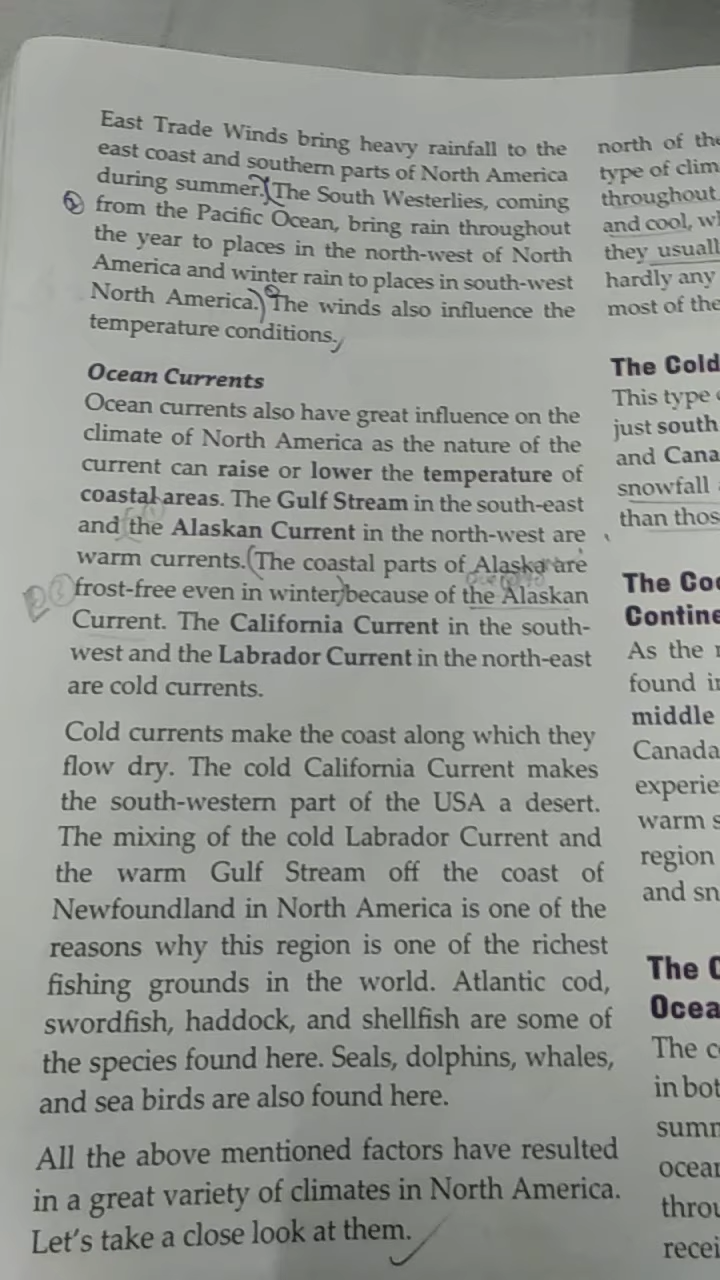 East Trade Winds bring heavy rainfall to the
east coast and southern parts of North America
during summer. The South Westerlies, coming
from the Pacific Ocean, bring rain throughout
the year to places in the north-west of North
America and winter rain to places in south-west
North America. The winds also influence the
temperature conditions.
Ocean Currents
Ocean currents also have great influence on the
climate of North America as the nature of the
current can raise or lower the temperature of
coastal areas. The Gulf Stream in the south-east
and the Alaskan Current in the north-west are
warm currents. (The coastal parts of Alaska are
frost-free even in winter) because of the Alaskan
Current. The California Current in the south-
west and the Labrador Current in the north-east
are cold currents.
Cold currents make the coast along which they
flow dry. The cold California Current makes
the south-western part of the USA a desert.
The mixing of the cold Labrador Current and
the warm Gulf Stream off the coast of
Newfoundland in North America is one of the
reasons why this region is one of the richest
fishing grounds in the world. Atlantic cod,
swordfish, haddock, and shellfish are some of
the species found here. Seals, dolphins, whales,
and sea birds are also found here.
All the above mentioned factors have resulted
in a great variety of climates in North America.
Let's take a close look at them.
north of the
type of clim
throughout
and cool, wh
they usuall
hardly any
most of the
The Cold
This type
just south
and Cana
snowfall
than thos
The Coo
Contine
As the
found in
middle
Canada
experie
warm s
region
and sn
The C
Ocea
The c
in bot
summ
ocean
throu
recei